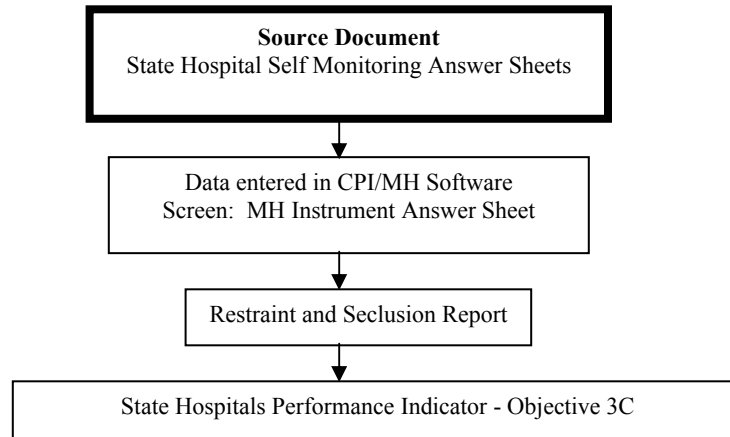 Source Document
State Hospital Self Monitoring Answer Sheets
Data entered in CPI/MH Software
Screen:  MH Instrument Answer Sheet
Restraint and Seclusion Report
State Hospitals Performance Indicator - Objective 3C